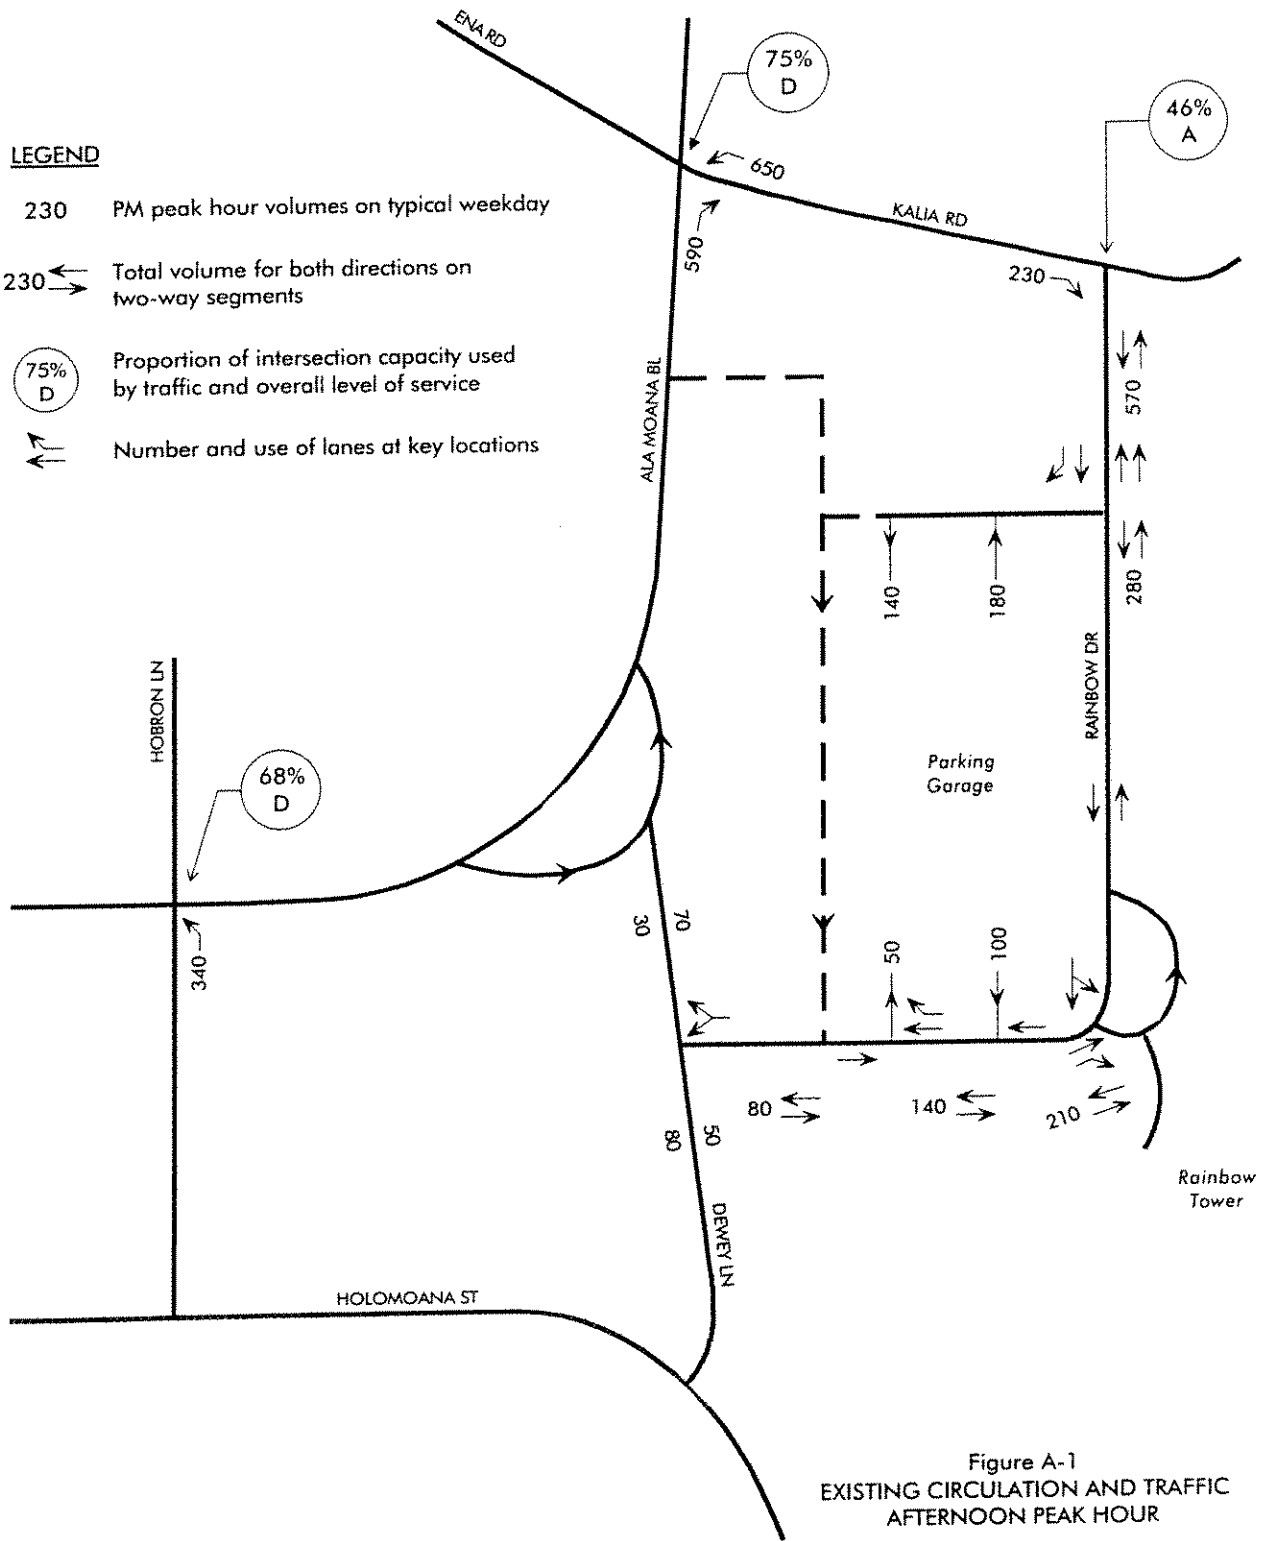 ENA RD
75%
D
46%
A
LEGEND
230 PM peak hour volumes on typical weekday
230 Total volume for both directions on
two-way segments
75%
D
Proportion of intersection capacity used
by traffic and overall level of service
Number and use of lanes at key locations
650
KALIA RD
590
230
ALA MOANA BL
570
140
180
280
HOBRON LN
RAINBOW DR
68%
D
Parking
Garage
340
30
70
50
100
80
140
210
80
50
Rainbow
Tower
DEWEY LN
HOLOMOANA ST
Figure A-1
EXISTING CIRCULATION AND TRAFFIC
AFTERNOON PEAK HOUR